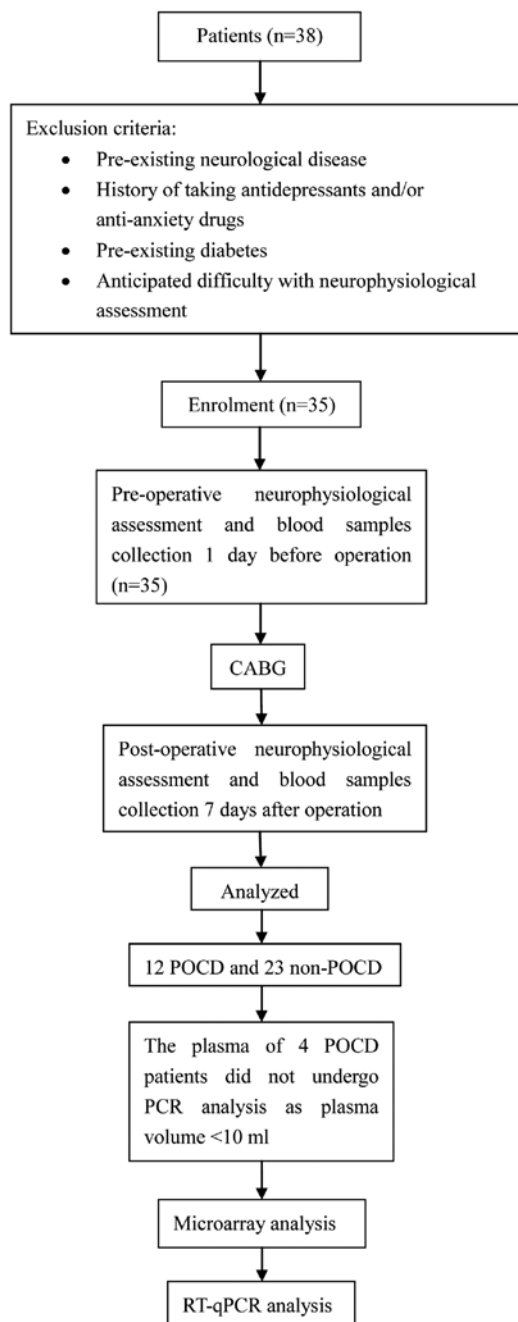 Patients (n=38)
Exclusion criteria:
• Pre-existing neurological disease
• History of taking antidepressants and/or
anti-anxiety drugs
• Pre-existing diabetes
• Anticipated difficulty with neurophysiological
assessment
Enrolment (n=35)
Pre-operative neurophysiological
assessment and blood samples
collection 1 day before operation
(n=35)
CABG
Post-operative neurophysiological
assessment and blood samples
collection 7 days after operation
Analyzed
12 POCD and 23 non-POCD
The plasma of 4 POCD
patients did not undergo
PCR analysis as plasma
volume <10 ml
Microarray analysis
RT-qPCR analysis